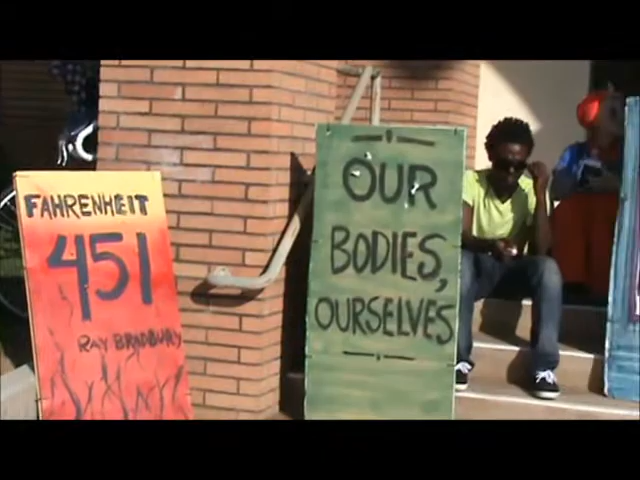 FAHRENHEIT
451
RAY BRADBURY
OUR
BODIES,
OURSELVES